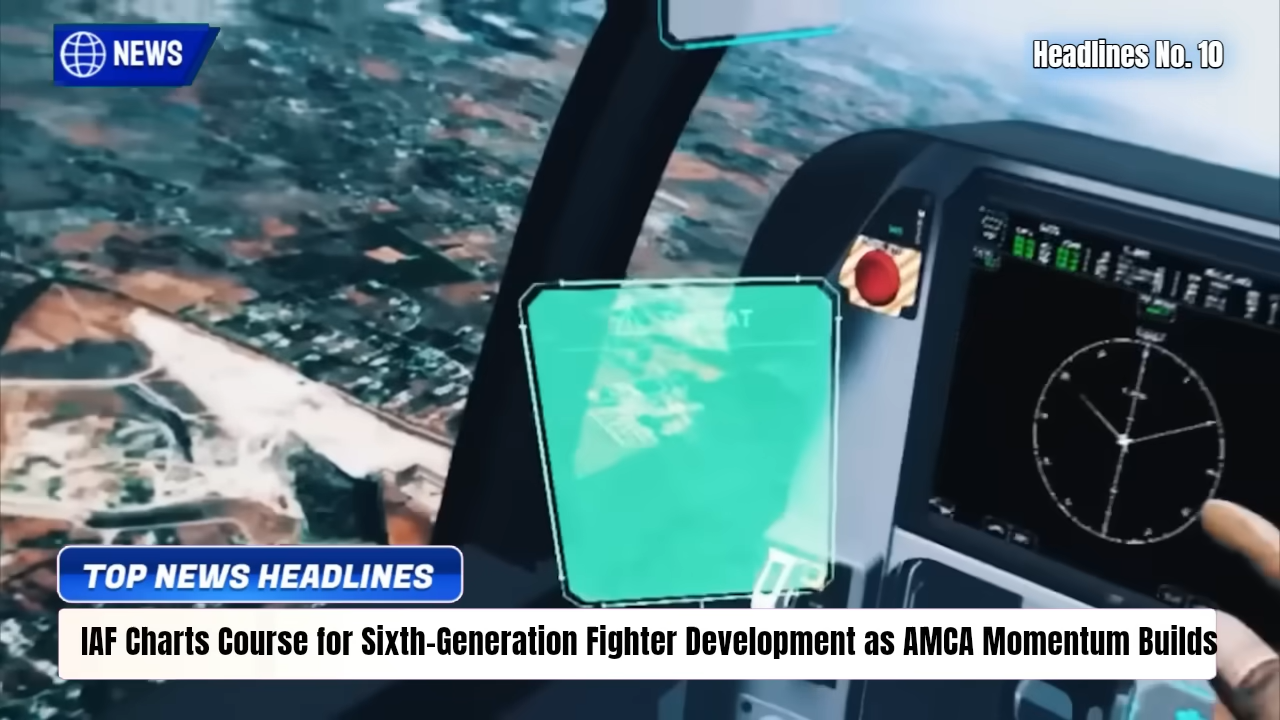 NEWS
Headlines No. 10
TOP NEWS HEADLINES
IAF Charts Course for Sixth-Generation Fighter Development as AMCA Momentum Builds